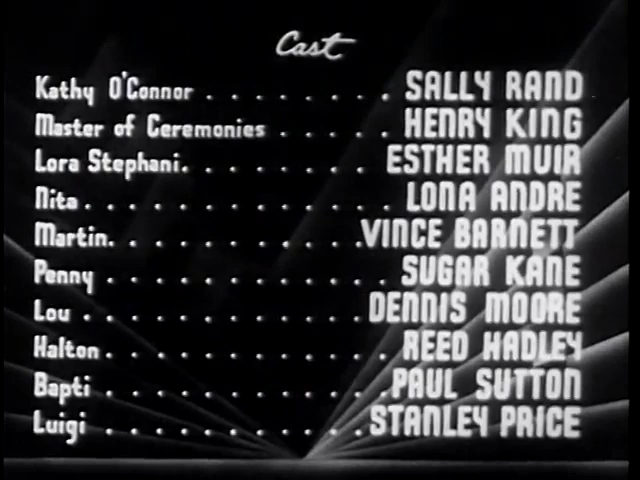 Cast
Kathy O'Connor . . . . . . . . SALLY RAND
Master of Ceremonies . . . . . HENRY KING
Lora Stephani. . . . . . . . ESTHER MUIR
Nita . . . . . . . . . . . . LONA ANDRE
Martin. . . . . . . . . . . .VINCE BARNETT
Penny . . . . . . . . . . . . SUGAR KANE
Lou . . . . . . . . . . . .DENNIS MOORE
Halton. . . . . . . . . . . . REED HADLEY
Bapti . . . . . . . . . . . .PAUL SUTTON
Luigi . . . . . . . . . . .STANLEY PRICE